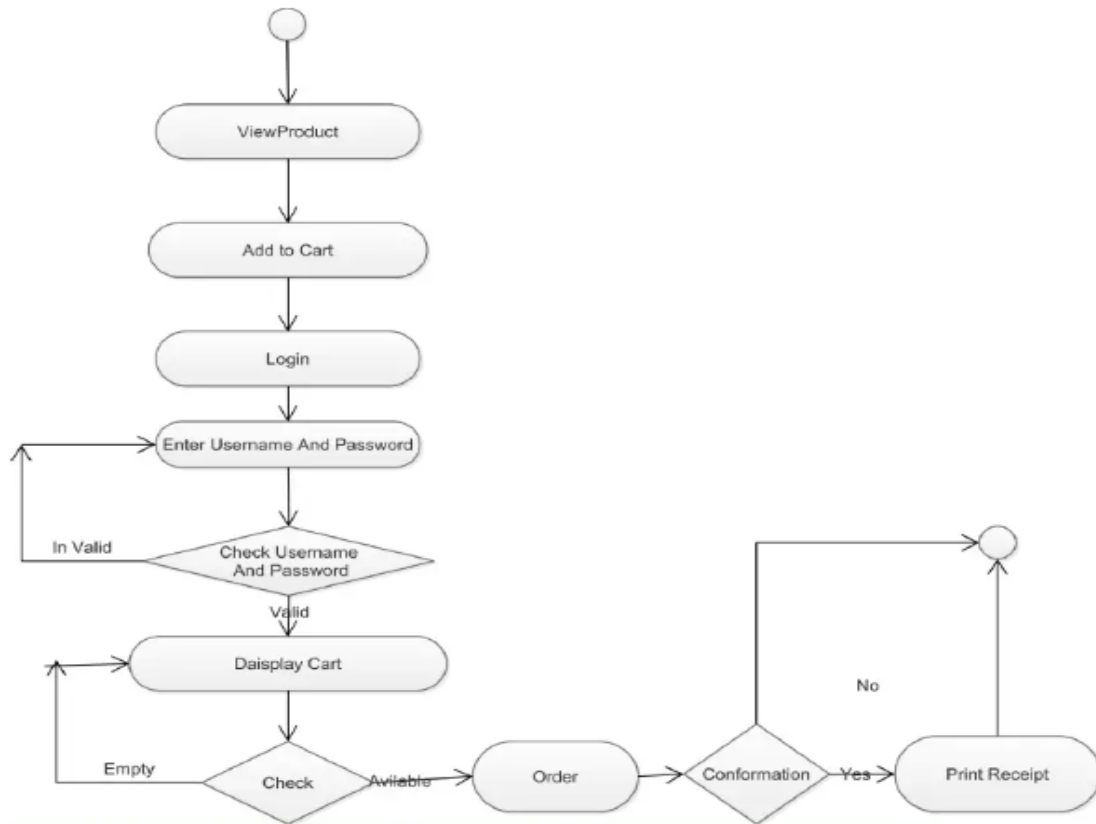 ViewProduct
Add to Cart
Login
Enter Username And Password
In Valid
Check Username
And Password
Valid
Daisplay Cart
Empty
Check
Avilable
Order
Conformation
No
Yes
Print Receipt